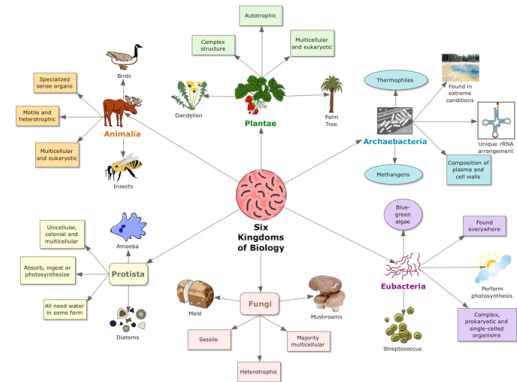 Autotrophic
Complex
structure
Multicellular
and eukaryotic
Dandelion
Palm
Tree
Plantae
Birds
Specialized
sense organs
Motile and
heterotrophic
Multicellular
and eukaryotic
Animalia
Insects
Thermophiles
Found in
extreme
conditions
Archaebacteria
Unique rRNA
arrangement
Methangens
Composition of
plasma and
cell walls
Six
Kingdoms
of Biology
Unicellular,
colonial and
multicellular
Amoeba
Absorb, ingest or
photosynthesize
Protista
All need water
in some form
Diatoms
Mold
Fungi
Mushrooms
Sessile
Majority
multicellular
Heterotrophic
Blue-
green
algae
Found
everywhere
Eubacteria
Perform
photosynthesis
Streptococcus
Complex,
prokaryotic and
single-celled
organisms